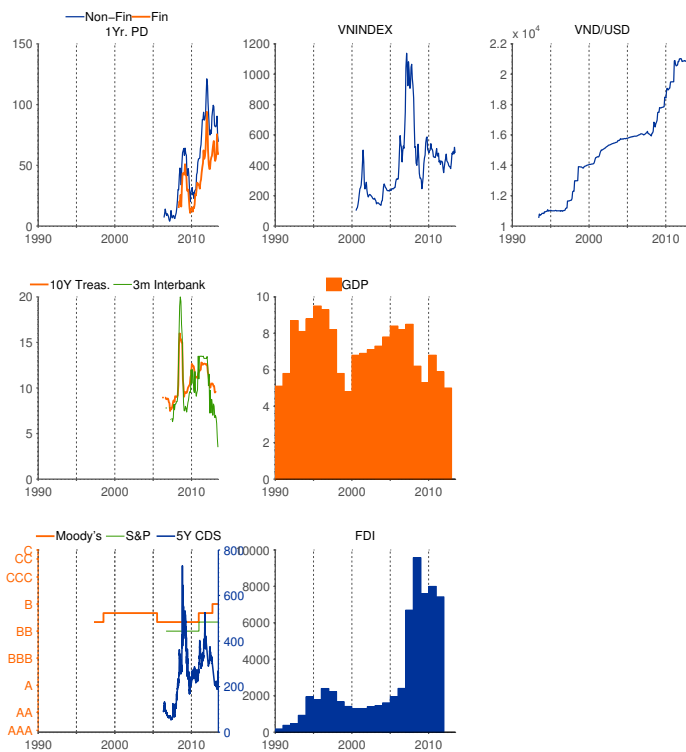 Non-Fin Fin
1Yr. PD
150
100
50
0
1990 2000 2010
VNINDEX
1200
1000
800
600
400
200
0
1990 2000 2010
VND/USD
2.2 x 10^4
2
1.8
1.6
1.4
1.2
1
1990 2000 2010
10Y Treas. 3m Interbank
20
15
10
5
0
1990 2000 2010
GDP
10
8
6
4
2
0
1990 2000 2010
Moody's S&P 5Y CDS
C
CC
CCC
B
BB
BBB
A
AA
AAA
800
600
400
200
0
1990 2000 2010
FDI
10000
8000
6000
4000
2000
0
1990 2000 2010